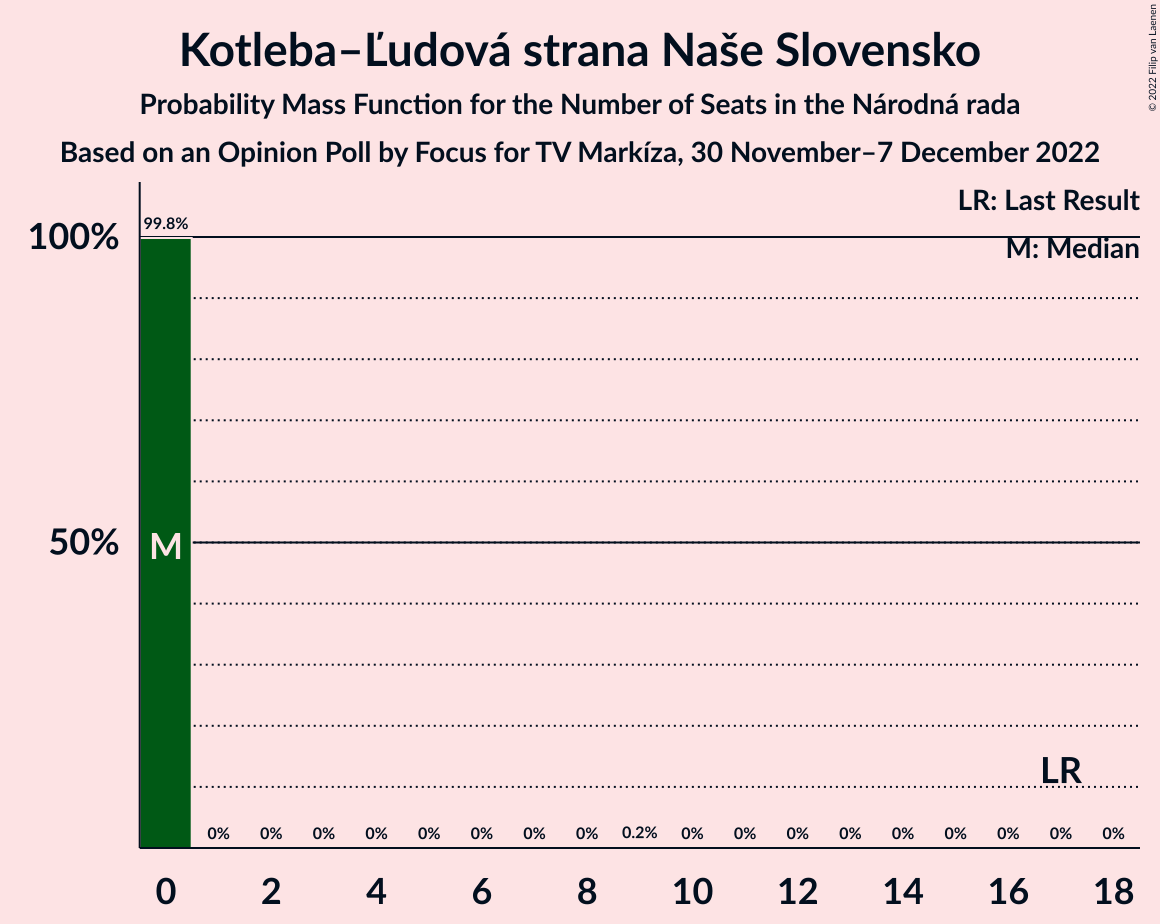 Kotleba–Ľudová strana Naše Slovensko
Probability Mass Function for the Number of Seats in the Národná rada
Based on an Opinion Poll by Focus for TV Markíza, 30 November–7 December 2022
© 2022 Filip van Laenen
LR: Last Result
M: Median
99.8%
100%
50%
M
LR
0% 0% 0% 0% 0% 0% 0% 0% 0.2% 0% 0% 0% 0% 0% 0% 0% 0% 0%
0 2 4 6 8 10 12 14 16 18